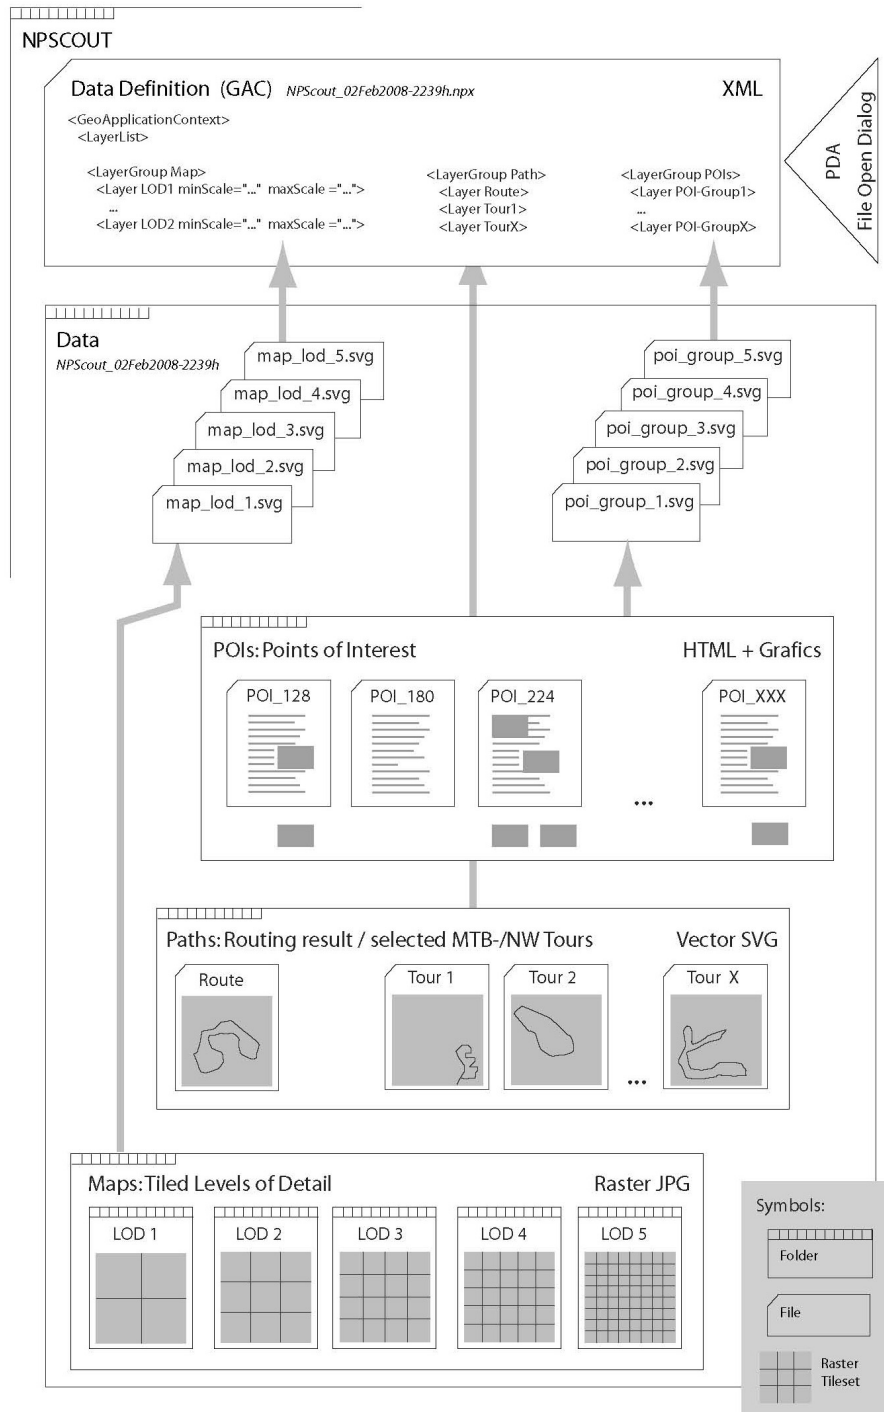 NPSCOUT
Data Definition (GAC) NPScout_02Feb2008-2239h.npx XML
<GeoApplicationContext>
<LayerList>
<LayerGroup Map>
<Layer LOD1 minScale="..." maxScale ="...">
...
<Layer LOD2 minScale="..." maxScale ="...">
<LayerGroup Path>
<Layer Route>
<Layer Tour1>
<Layer TourX>
<LayerGroup POIs>
<Layer POI-Group1>
...
<Layer POI-GroupX>
PDA
File Open Dialog
Data
NPScout_02Feb2008-2239h
map_lod_5.svg
map_lod_4.svg
map_lod_3.svg
map_lod_2.svg
map_lod_1.svg
poi_group_5.svg
poi_group_4.svg
poi_group_3.svg
poi_group_2.svg
poi_group_1.svg
POIs: Points of Interest HTML + Grafics
POI_128 POI_180 POI_224 POI_XXX
...
Paths: Routing result / selected MTB-/NW Tours Vector SVG
Route Tour 1 Tour 2 Tour X
...
Maps: Tiled Levels of Detail Raster JPG
LOD 1 LOD 2 LOD 3 LOD 4 LOD 5
Symbols:
Folder
File
Raster
Tileset